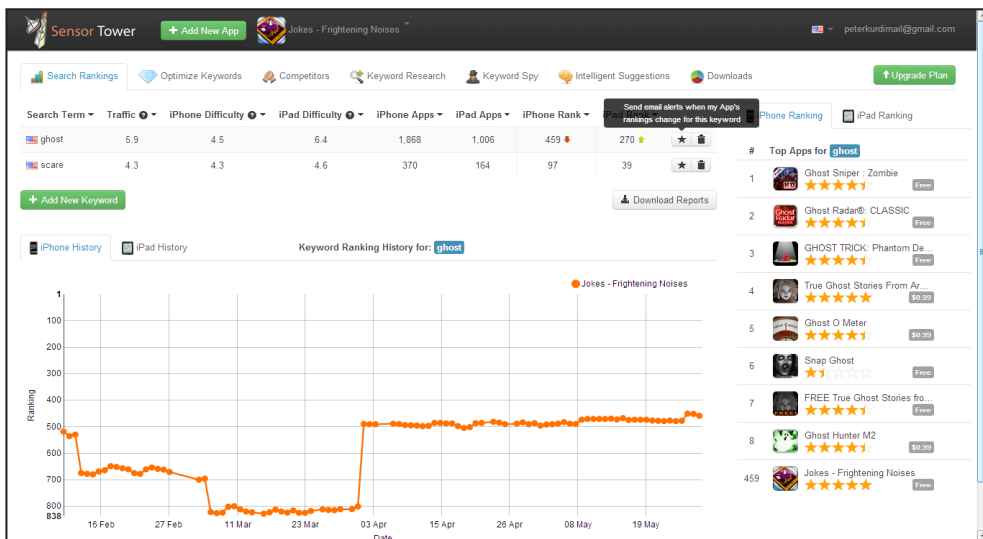 Sensor Tower
+ Add New App
Jokes - Frightening Noises
peterkurdimail@gmail.com
Search Rankings
Optimize Keywords
Competitors
Keyword Research
Keyword Spy
Intelligent Suggestions
Downloads
Upgrade Plan
Send email alerts when my App's
rankings change for this keyword
Search Term Traffic iPhone Difficulty iPad Difficulty iPhone Apps iPad Apps iPhone Rank
ghost 5.9 4.5 6.4 1,868 1,006 459 270
scare 4.3 4.3 4.6 370 164 97 39
+ Add New Keyword
Download Reports
iPhone History
iPad History
Keyword Ranking History for: ghost
Jokes - Frightening Noises
Ranking
1
100
200
300
400
500
600
700
800
838
16 Feb 27 Feb 11 Mar 23 Mar 03 Apr 15 Apr 26 Apr 08 May 19 May
Date
Phone Ranking
iPad Ranking
# Top Apps for ghost
1 Ghost Sniper : Zombie
Free
2 Ghost Radar®: CLASSIC
Free
3 GHOST TRICK: Phantom De...
Free
4 True Ghost Stories From Ar...
$0.99
5 Ghost O Meter
$0.99
6 Snap Ghost
Free
7 FREE True Ghost Stories fro...
Free
8 Ghost Hunter M2
$0.99
459 Jokes - Frightening Noises
Free